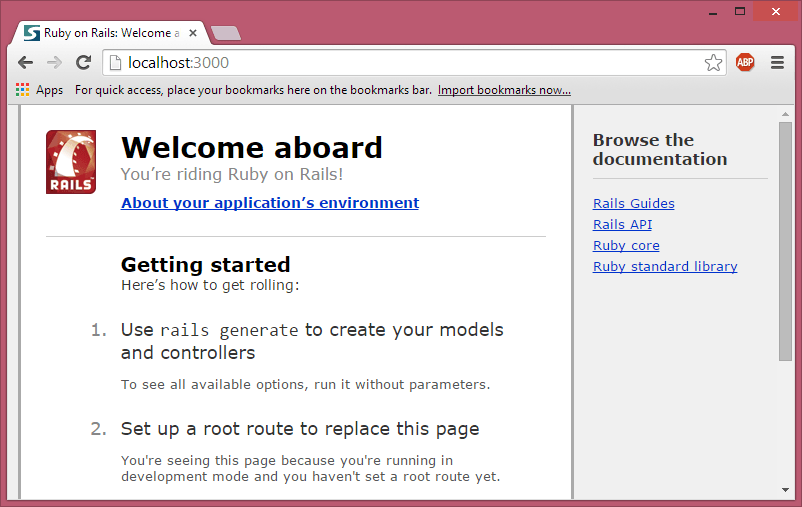 Ruby on Rails: Welcome a
localhost:3000
ABP
Apps For quick access, place your bookmarks here on the bookmarks bar. Import bookmarks now...
RAILS
Welcome aboard
You’re riding Ruby on Rails!
About your application’s environment
Getting started
Here’s how to get rolling:
1. Use rails generate to create your models
and controllers
To see all available options, run it without parameters.
2. Set up a root route to replace this page
You're seeing this page because you're running in
development mode and you haven't set a root route yet.
Browse the
documentation
Rails Guides
Rails API
Ruby core
Ruby standard library